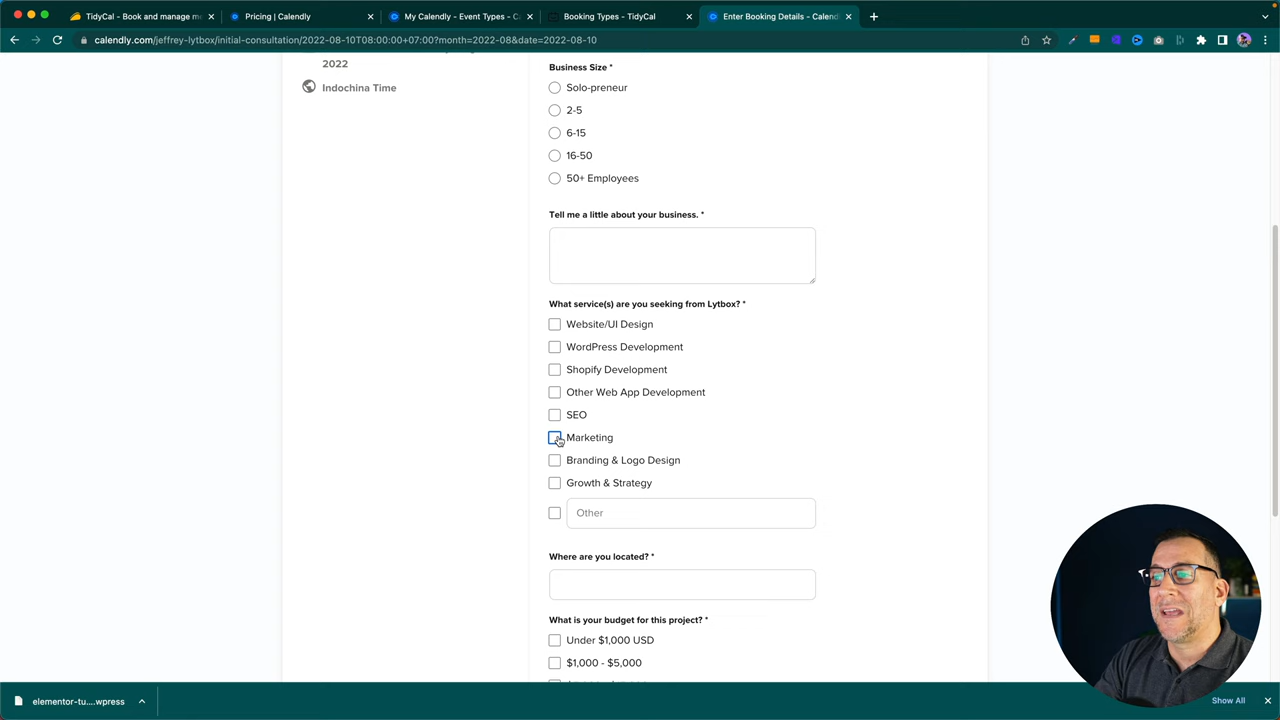 TidyCal - Book and manage m
Pricing | Calendly
My Calendly - Event Types - C
Booking Types - TidyCal
Enter Booking Details - Calend
calendly.com/jeffrey-lytbox/initial-consultation/2022-08-10T08:00:00+07:00?month=2022-08&date=2022-08-10
2022
Indochina Time
Business Size *
Solo-preneur
2-5
6-15
16-50
50+ Employees
Tell me a little about your business. *
What service(s) are you seeking from Lytbox? *
Website/UI Design
WordPress Development
Shopify Development
Other Web App Development
SEO
Marketing
Branding & Logo Design
Growth & Strategy
Other
Where are you located? *
What is your budget for this project? *
Under $1,000 USD
$1,000 - $5,000
elementor-tu....wpress
Show All